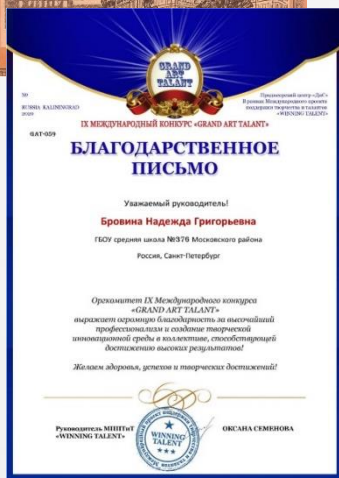 GRAND
ART
TALANT
RUSSIA KALININGRAD
Продюсерский центр
В рамках Международного проекта
поддержки творчества и талантов
«WINNING TALENT»
IX МЕЖДУНАРОДНЫЙ КОНКУРС «GRAND ART TALANT»
GAT-059
БЛАГОДАРСТВЕННОЕ
ПИСЬМО
Уважаемый руководитель!
Бровина Надежда Григорьевна
ГБОУ средняя школа №376 Московского района
Россия, Санкт-Петербург
Оргкомитет IX Международного конкурса
«GRAND ART TALANT»
выражает огромную благодарность за высочайший
профессионализм и создание творческой
инновационной среды в коллективе, способствующей
достижению высоких результатов!
Желаем здоровья, успехов и творческих достижений!
Руководитель МППТиТ
«WINNING TALENT»
WINNING
TALENT
ОКСАНА СЕМЕНОВА